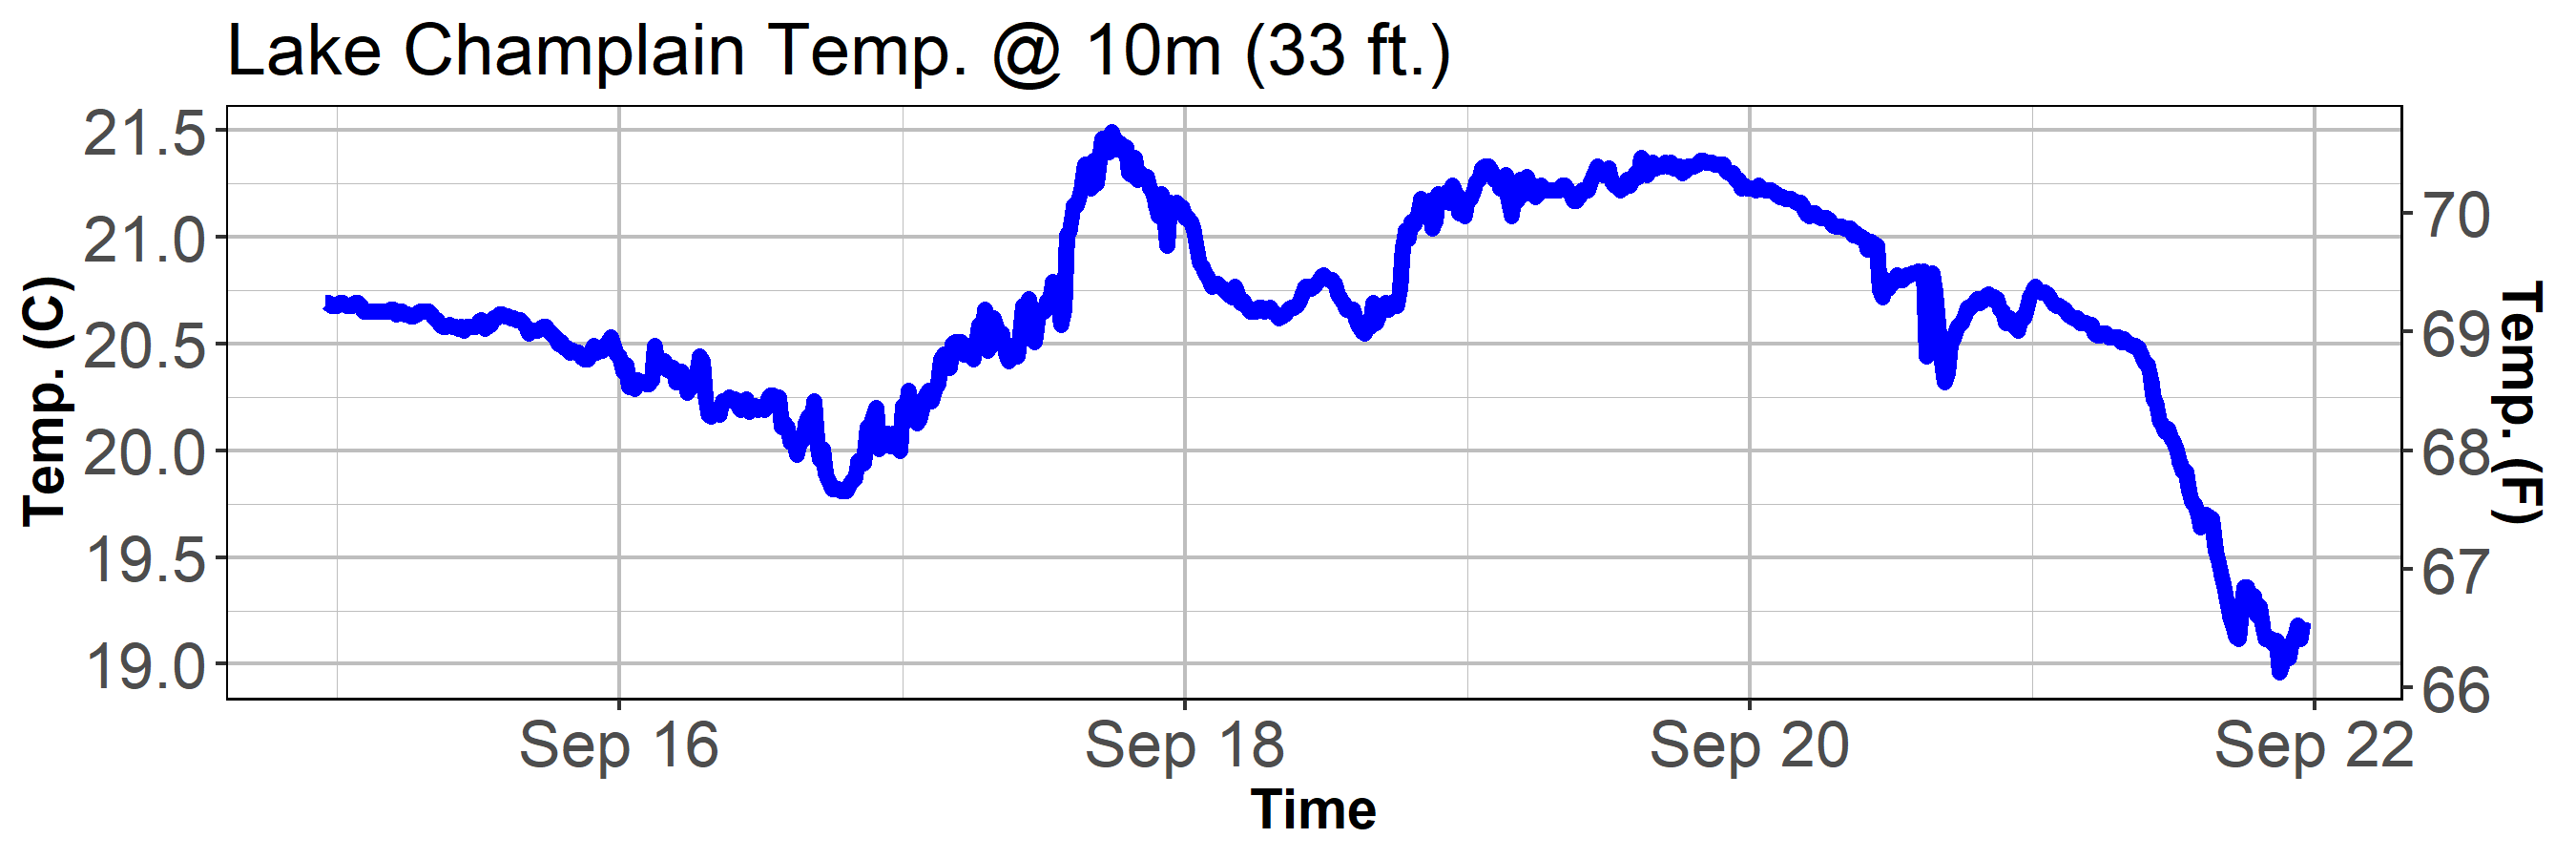 Lake Champlain Temp. @ 10m (33 ft.)
Temp. (C)
21.5
21.0
20.5
20.0
19.5
19.0
70
69
68
67
66
Temp. (F)
Sep 16 Sep 18 Sep 20 Sep 22
Time